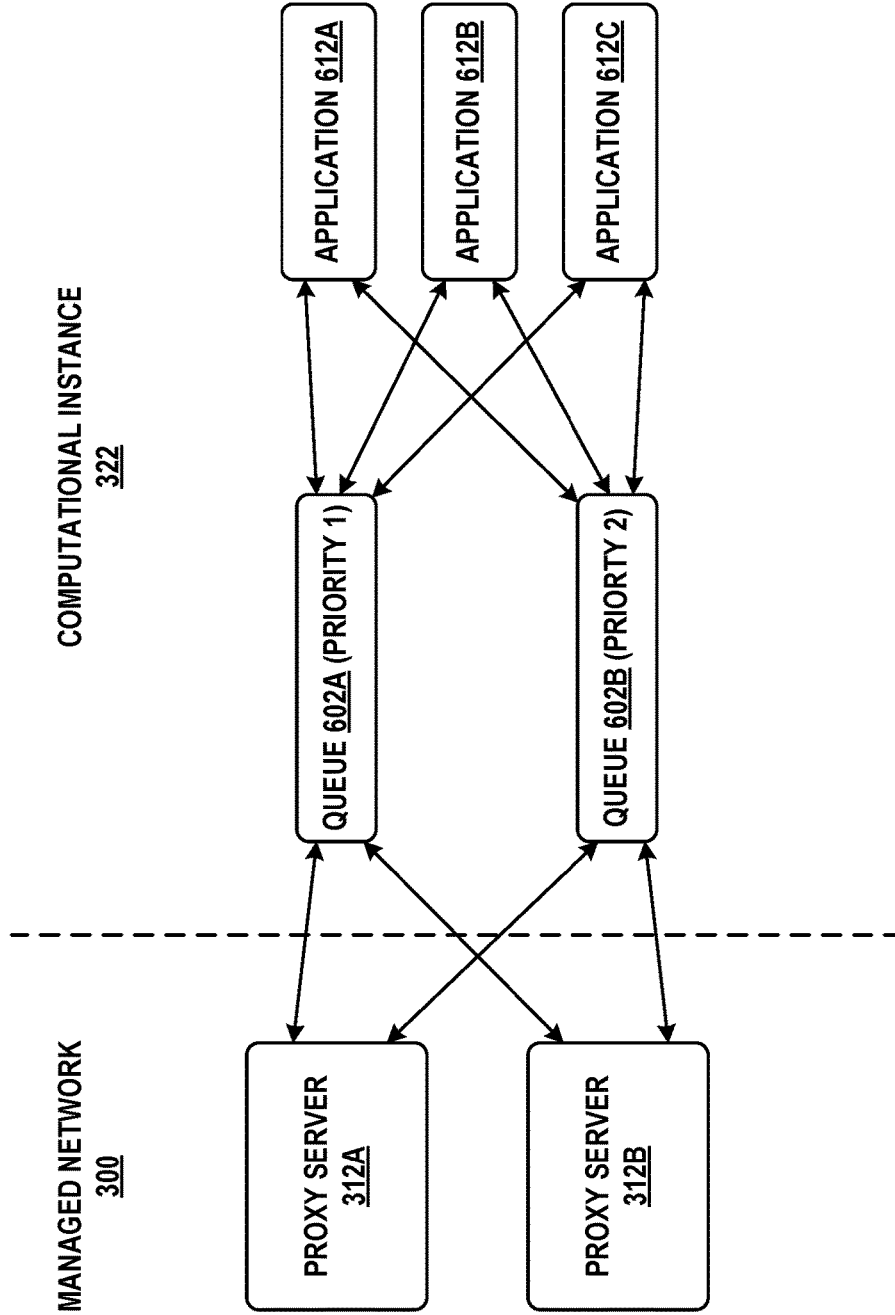 MANAGED NETWORK
300
COMPUTATIONAL INSTANCE
322
PROXY SERVER
312A
PROXY SERVER
312B
QUEUE 602A (PRIORITY 1)
QUEUE 602B (PRIORTY 2)
APPLICATION 612A
APPLICATION 612B
APPLICATION 612C